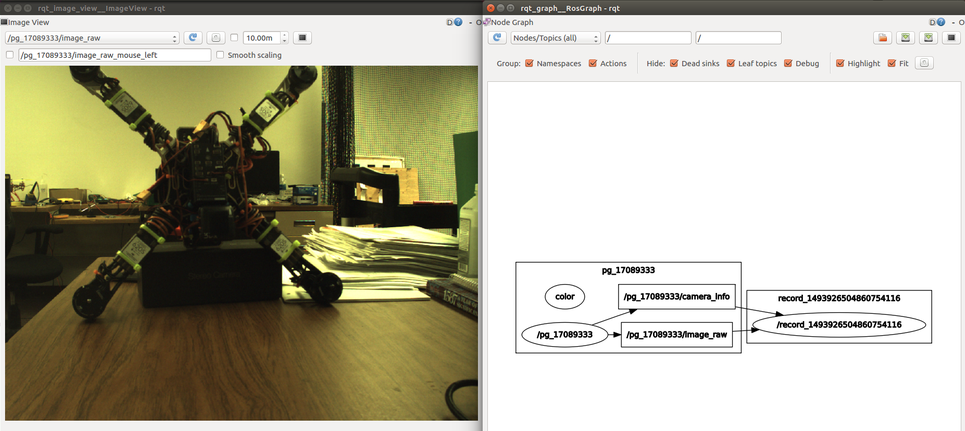 rqt_image_view__ImageView - rqt
Image View
D
- O
/pg_17089333/image_raw
10.00m
/pg_17089333/image_raw_mouse_left
Smooth scaling
rqt_graph__RosGraph - rqt
Node Graph
D
- O
Nodes/Topics (all)
/
/
Group:
Namespaces
Actions
Hide:
Dead sinks
Leaf topics
Debug
Highlight
Fit
pg_17089333
color
/pg_17089333/camera_info
/pg_17089333
/pg_17089333/image_raw
record_1493926504860754116
/record_1493926504860754116